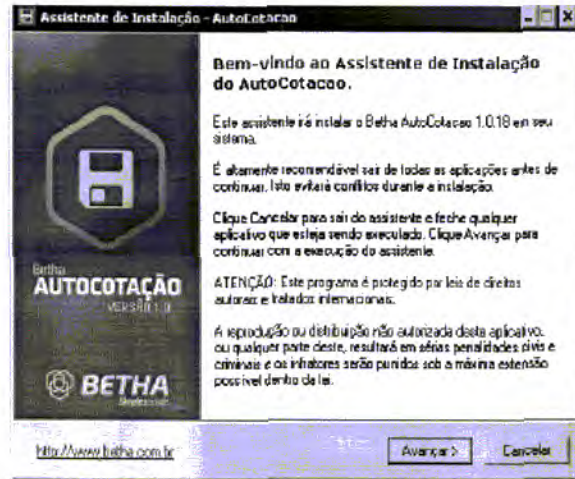 Assistente de Instalação - AutoCotacao
Bem-vindo ao Assistente de Instalação
do AutoCotacao.
Este assistente irá instalar o Betha AutoCotacao 1.0.18 em seu
sistema.
É altamente recomendável sair de todas as aplicações antes de
continuar. Isto evitará conflitos durante a instalação.
Clique Cancelar para sair do assistente e feche qualquer
aplicativo que esteja sendo executado. Clique Avançar para
continuar com a execução do assistente.
Betha
AUTOCOTAÇÃO
VERSÃO 1.0
ATENÇÃO: Este programa é protegido por leis de direitos
autorais e tratados internacionais.
A reprodução ou distribuição não autorizada deste aplicativo,
ou qualquer parte deste, resultará em sérias penalidades civis e
criminais e os infratores serão punidos sob a máxima extensão
possível dentro da lei.
BETHA
http://www.betha.com.br
Avançar >
Cancelar